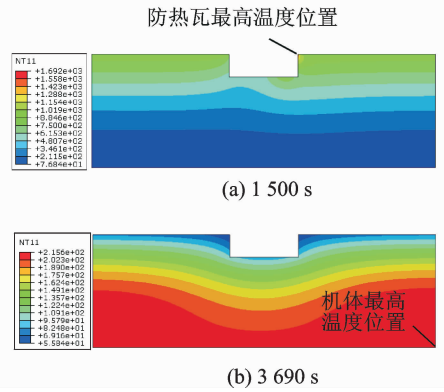 防热瓦最高温度位置
NT11
+1.692e+03
+1.558e+03
+1.423e+03
+1.288e+03
+1.154e+03
+1.019e+03
+8.846e+02
+7.500e+02
+6.153e+02
+4.807e+02
+3.461e+02
+2.115e+02
+7.684e+01
(a) 1 500 s
NT11
+2.156e+02
+2.023e+02
+1.890e+02
+1.757e+02
+1.624e+02
+1.491e+02
+1.357e+02
+1.224e+02
+1.091e+02
+9.579e+01
+8.248e+01
+6.916e+01
+5.584e+01
机体最高
温度位置
(b) 3 690 s